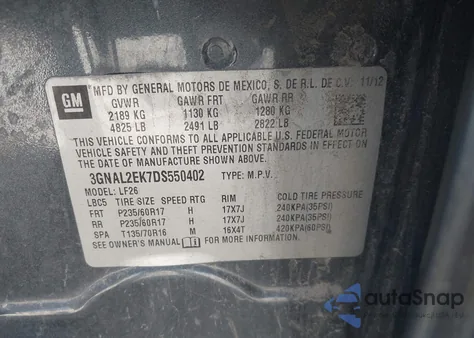 GM
MFD BY GENERAL MOTORS DE MEXICO, S. DE R.L. DE C.V. 11/12
GVWR GAWR FRT GAWR RR
2189 KG 1130 KG 1280 KG
4825 LB 2491 LB 2822 LB
THIS VEHICLE CONFORMS TO ALL APPLICABLE U.S. FEDERAL MOTOR
VEHICLE SAFETY
THEFT PREVENTION STANDARDS IN EFFECT ON THE DATE OF
MANUFACTURE SHOWN ABOVE.
3GNAL2EK7DS550402 TYPE: M.P.V.
MODEL: LF26
LBC5 TIRE SIZE SPEED RTG RIM COLD TIRE PRESSURE
FRT P235/60R17 H 17X7J 240KPA(35PSI)
RR P235/60R17 H 17X7J 240KPA(35PSI)
SPA T135/70R16 M 16X4T 420KPA(60PSI)
SEE OWNER'S MANUAL
autoSnap